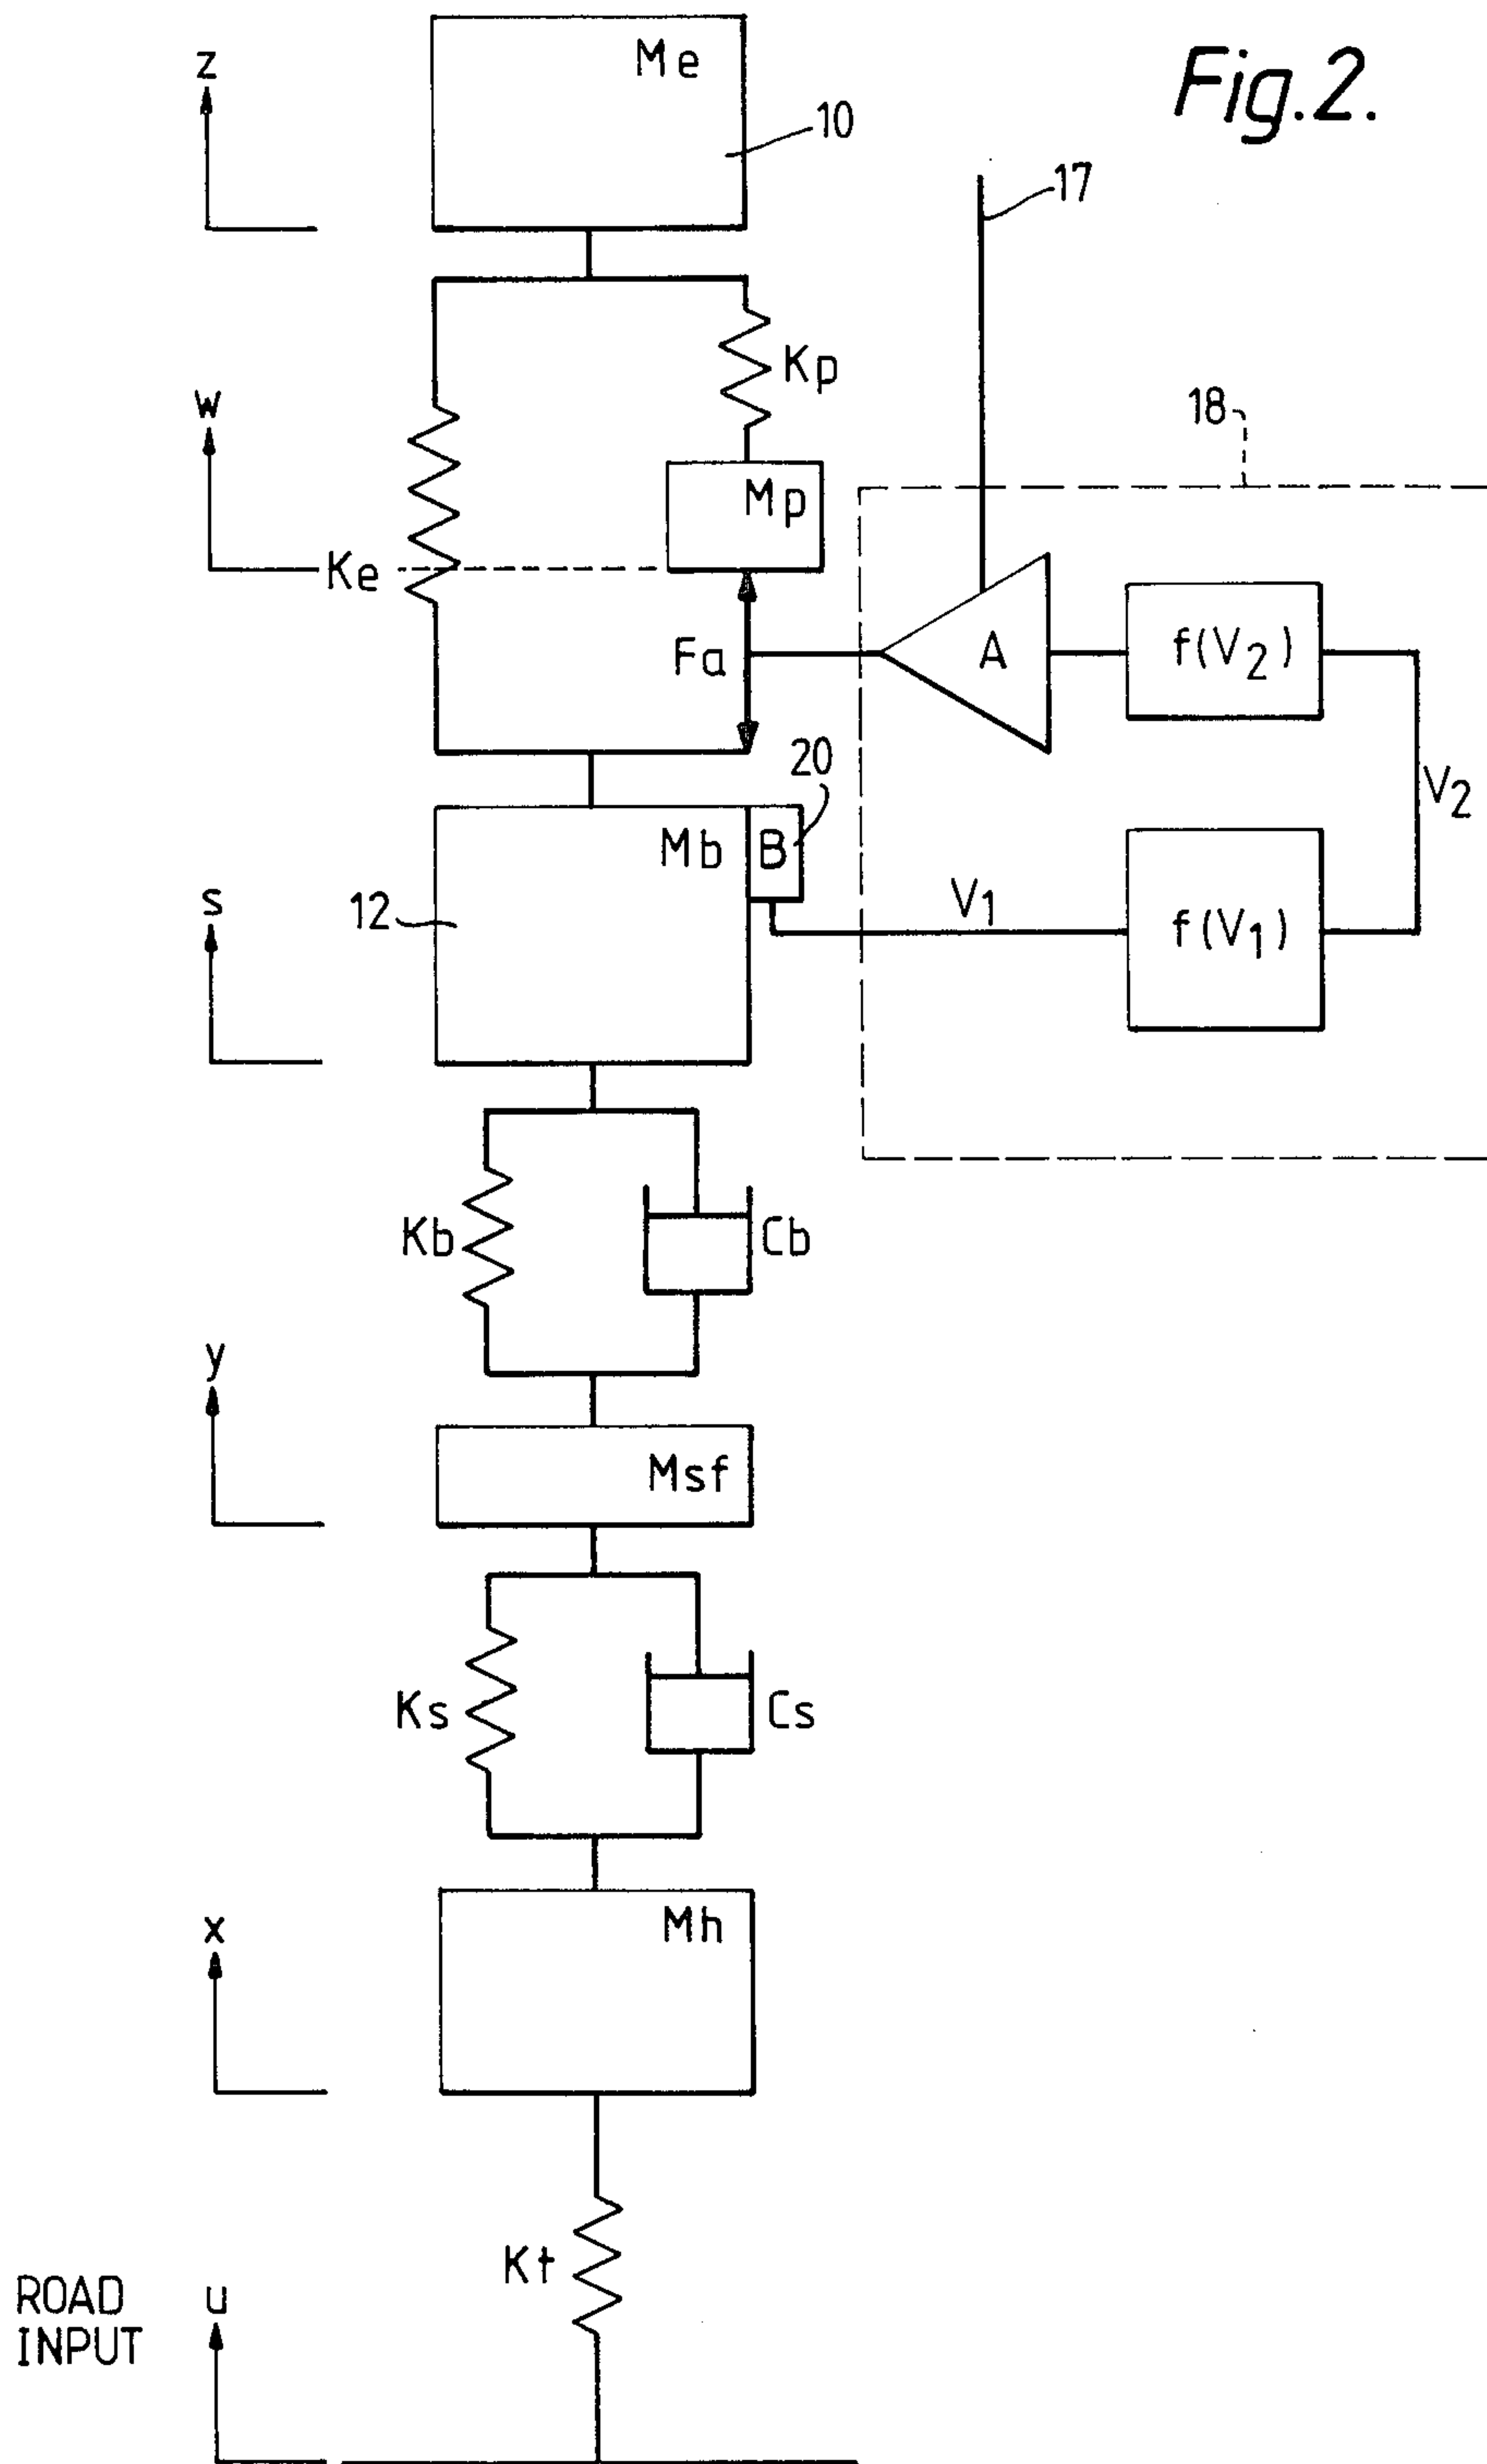 Fig.2.
Me
z
10
17
Kp
w
18
Mp
Ke
A
f(V2)
Fa
20
V2
Mb
B
s
12
V1
f(V1)
Kb
Cb
y
Msf
Ks
Cs
Mh
x
Kt
ROAD
INPUT
u